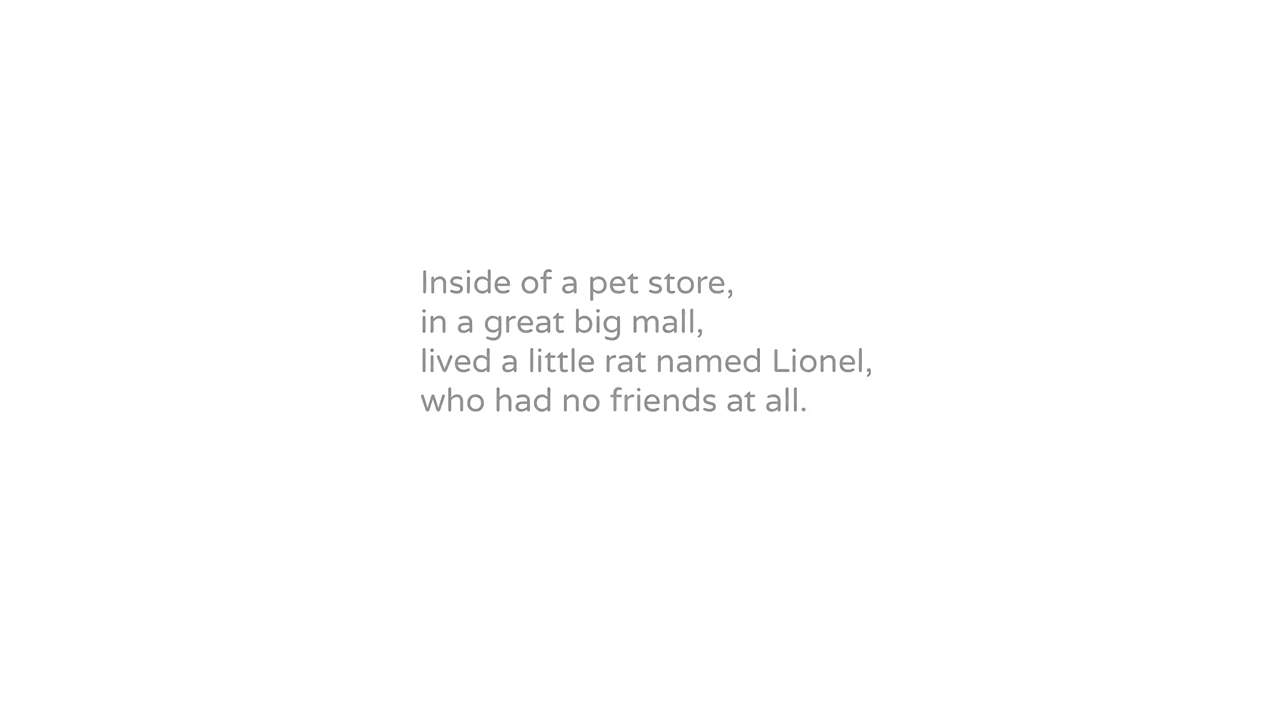 Inside of a pet store,
in a great big mall,
lived a little rat named Lionel,
who had no friends at all.